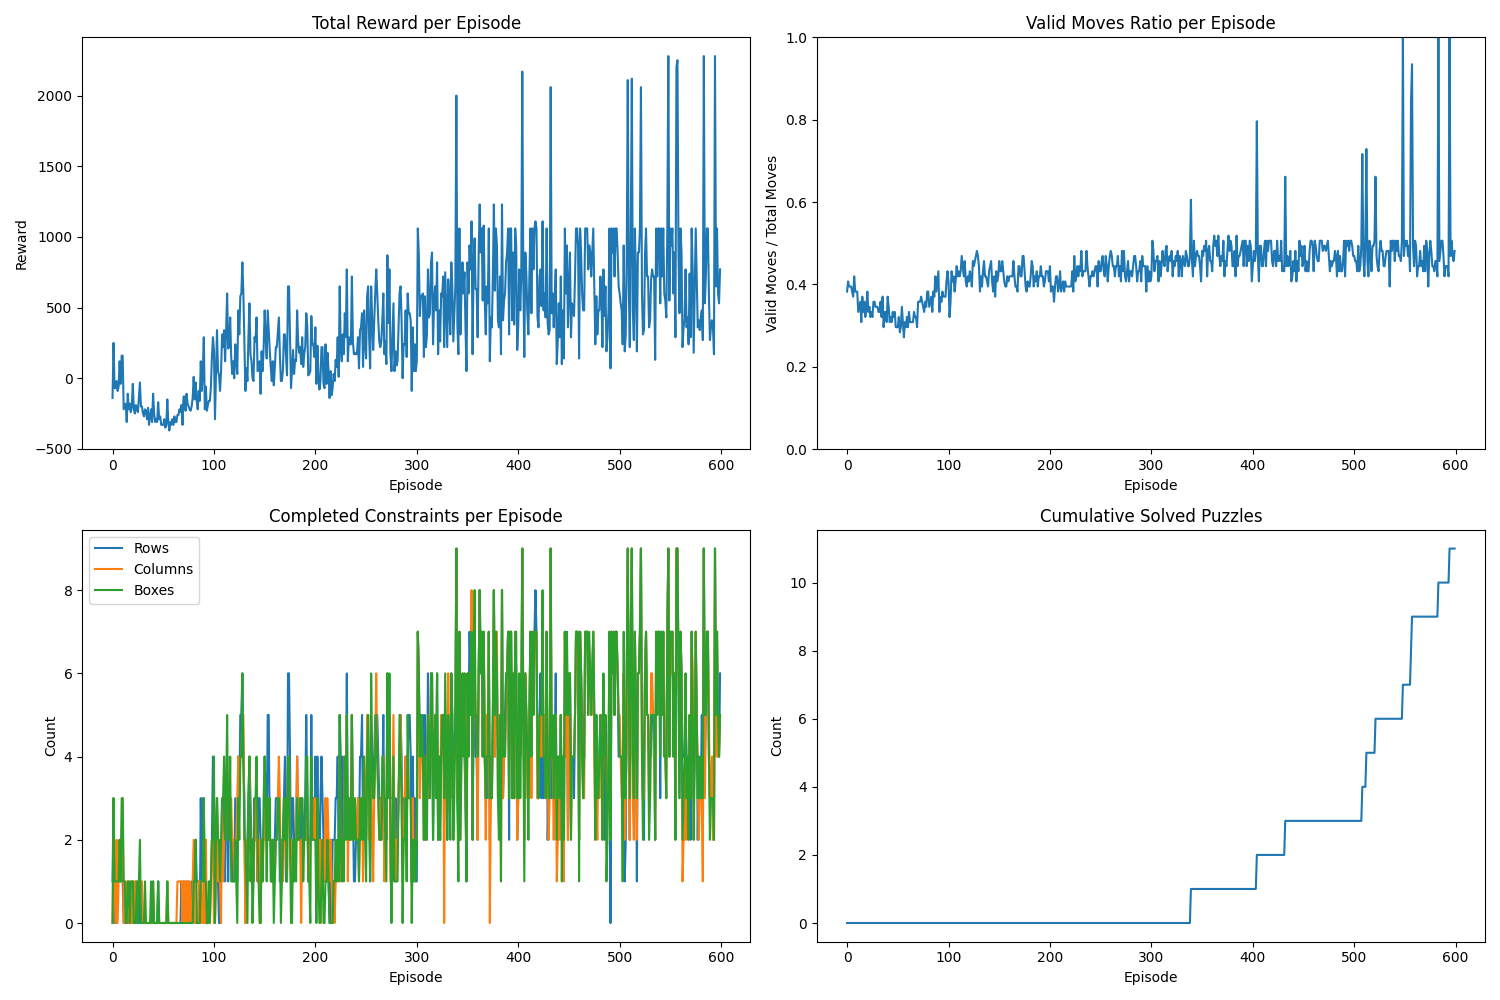 Total Reward per Episode
Reward
2000
1500
1000
500
0
−500
0 100 200 300 400 500 600
Episode
Valid Moves Ratio per Episode
Valid Moves / Total Moves
1.0
0.8
0.6
0.4
0.2
0.0
0 100 200 300 400 500 600
Episode
Completed Constraints per Episode
Rows
Columns
Boxes
Count
8
6
4
2
0
0 100 200 300 400 500 600
Episode
Cumulative Solved Puzzles
Count
10
8
6
4
2
0
0 100 200 300 400 500 600
Episode